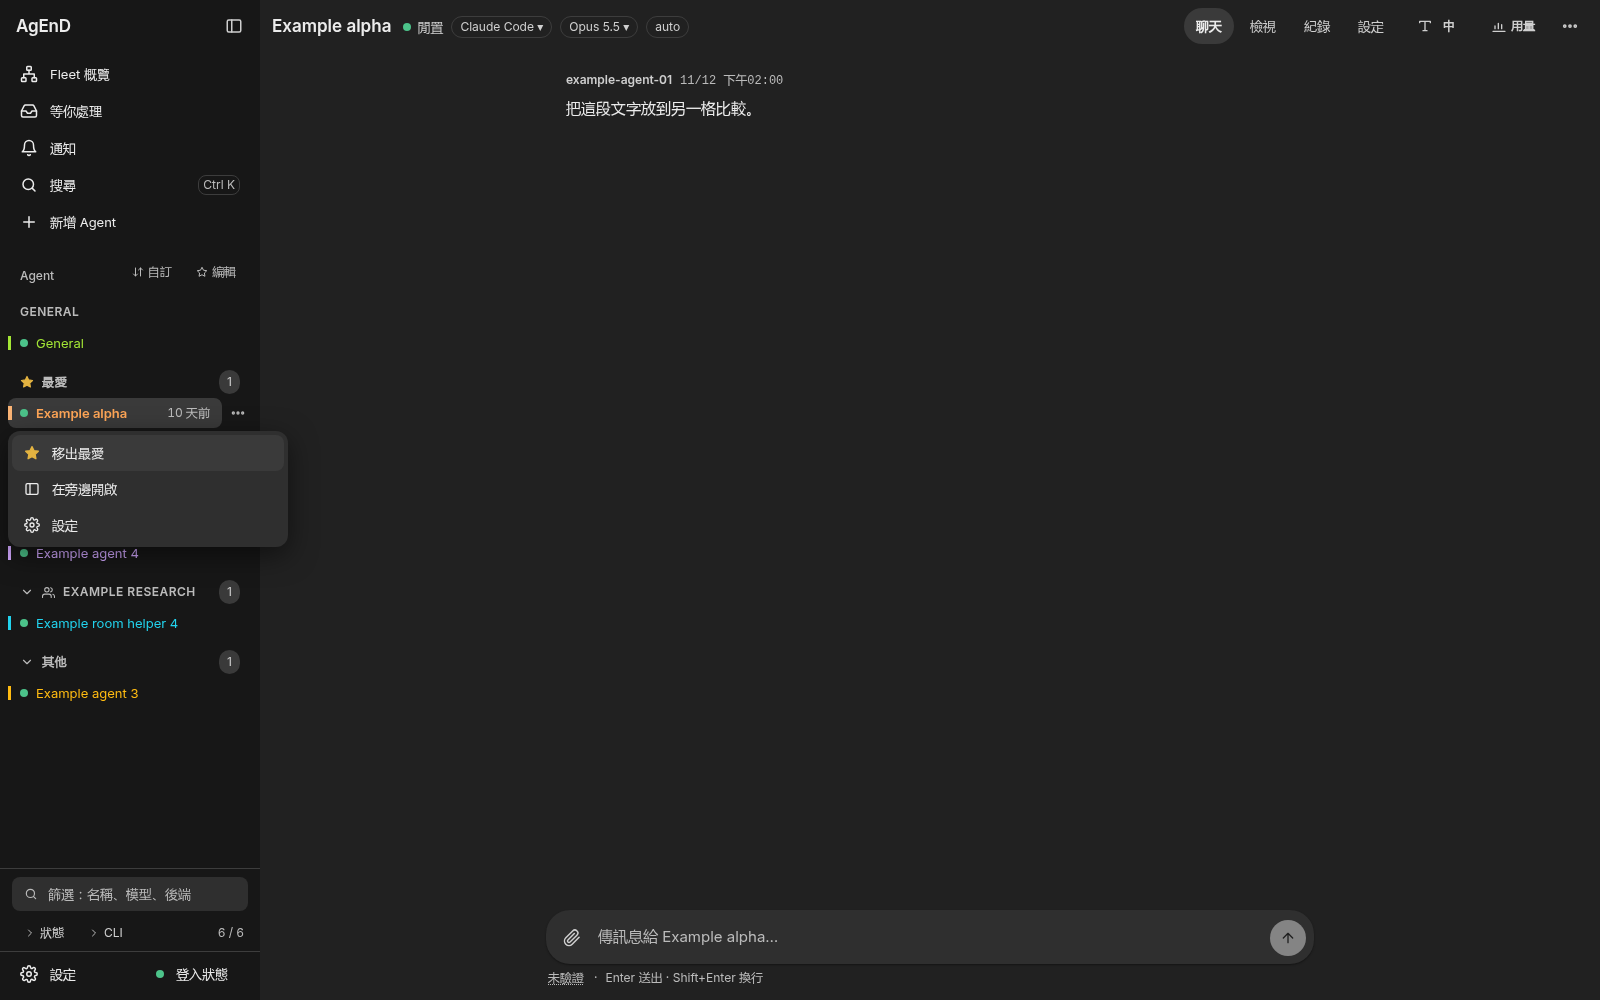 AgEnD
Fleet 概覽
等你處理
通知
搜尋 Ctrl K
新增 Agent
Agent 自訂 編輯
GENERAL
General
最愛 1
Example alpha 10 天前
移出最愛
在旁邊開啟
設定
Example agent 4
EXAMPLE RESEARCH 1
Example room helper 4
其他 1
Example agent 3
篩選：名稱、模型、後端
狀態 CLI 6 / 6
設定 登入狀態
Example alpha 閒置 Claude Code ▾ Opus 5.5 ▾ auto
聊天 檢視 紀錄 設定 T 中 用量
example-agent-01 11/12 下午02:00
把這段文字放到另一格比較。
傳訊息給 Example alpha...
未驗證 · Enter 送出 · Shift+Enter 換行